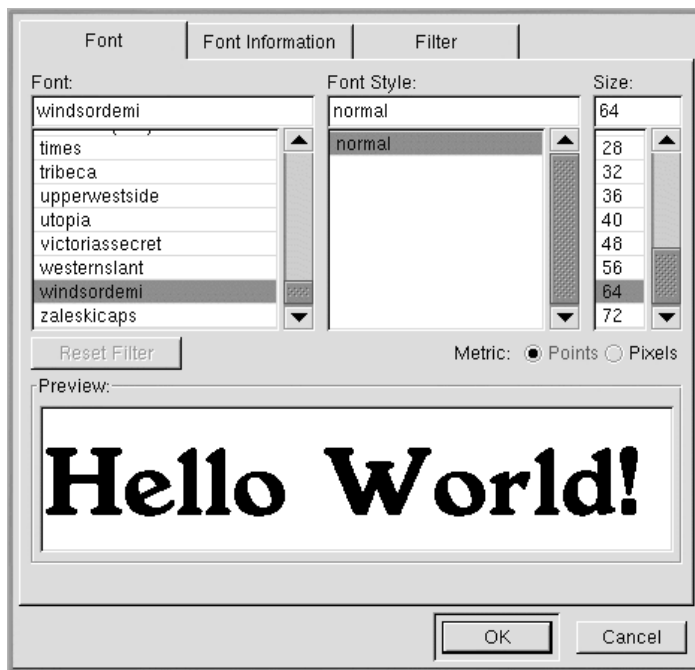 Font Font Information Filter
Font: Font Style: Size:
windsordemi normal 64
times normal 28
tribeca 32
upperwestside 36
utopia 40
victoriassecret 48
westernslant 56
windsordemi 64
zaleskicaps 72
Reset Filter Metric: Points Pixels
Preview:
Hello World!
OK Cancel